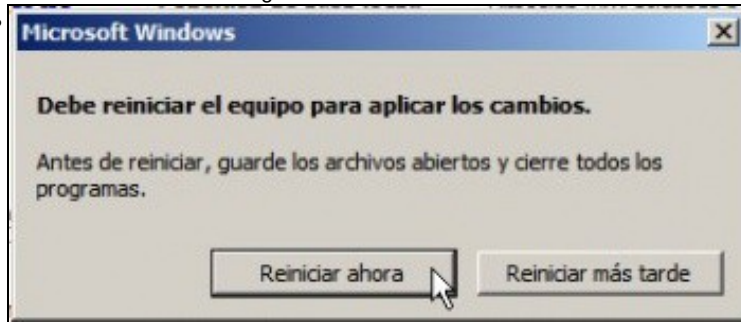 Microsoft Windows
Debe reiniciar el equipo para aplicar los cambios.
Antes de reiniciar, guarde los archivos abiertos y cierre todos los
programas.
Reiniciar ahora
Reiniciar más tarde